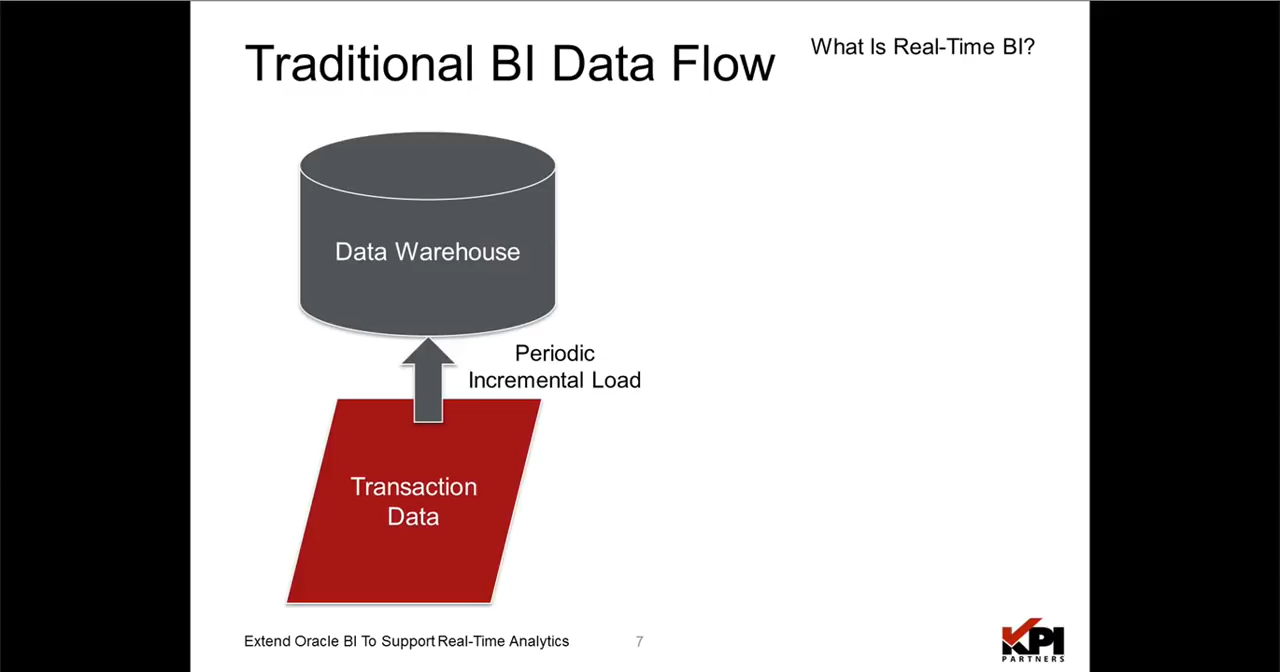 Traditional BI Data Flow
What Is Real-Time BI?
Data Warehouse
Periodic
Incremental Load
Transaction
Data
Extend Oracle BI To Support Real-Time Analytics
7
KPI
PARTNERS